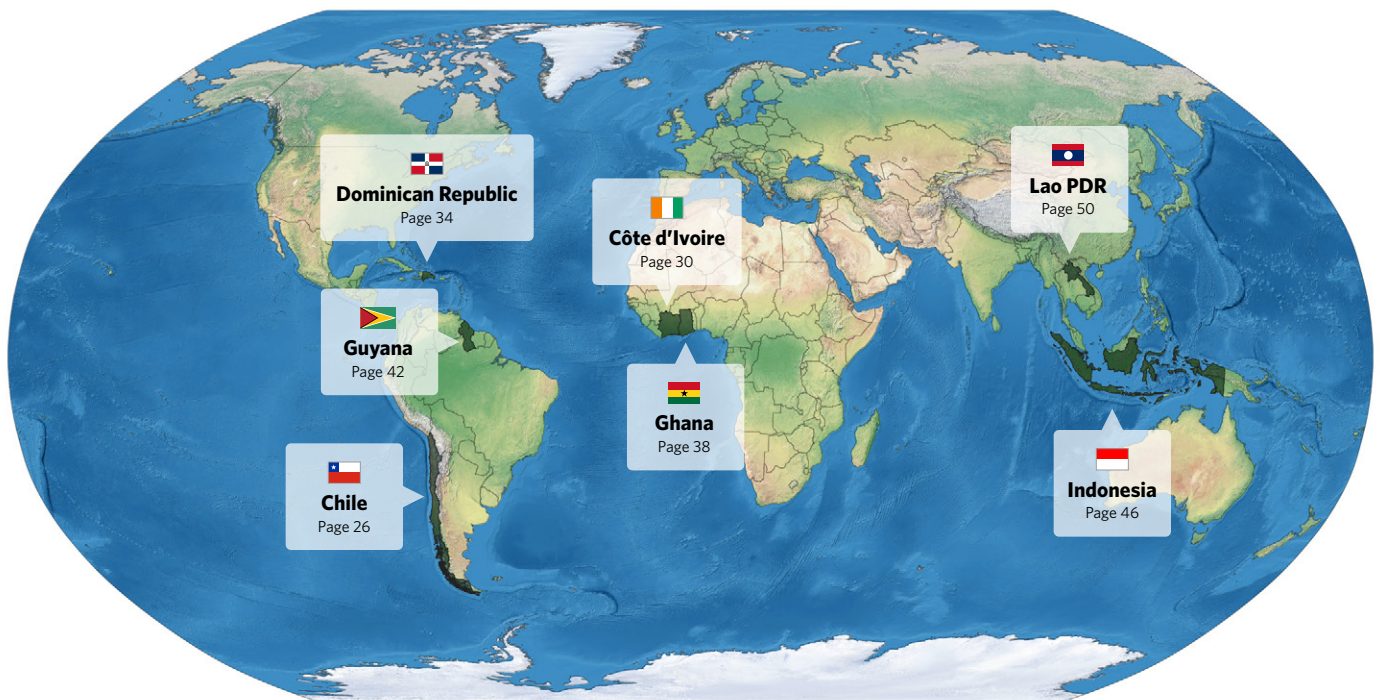 Dominican Republic
Page 34
Côte d'Ivoire
Page 30
Lao PDR
Page 50
Guyana
Page 42
Ghana
Page 38
Chile
Page 26
Indonesia
Page 46